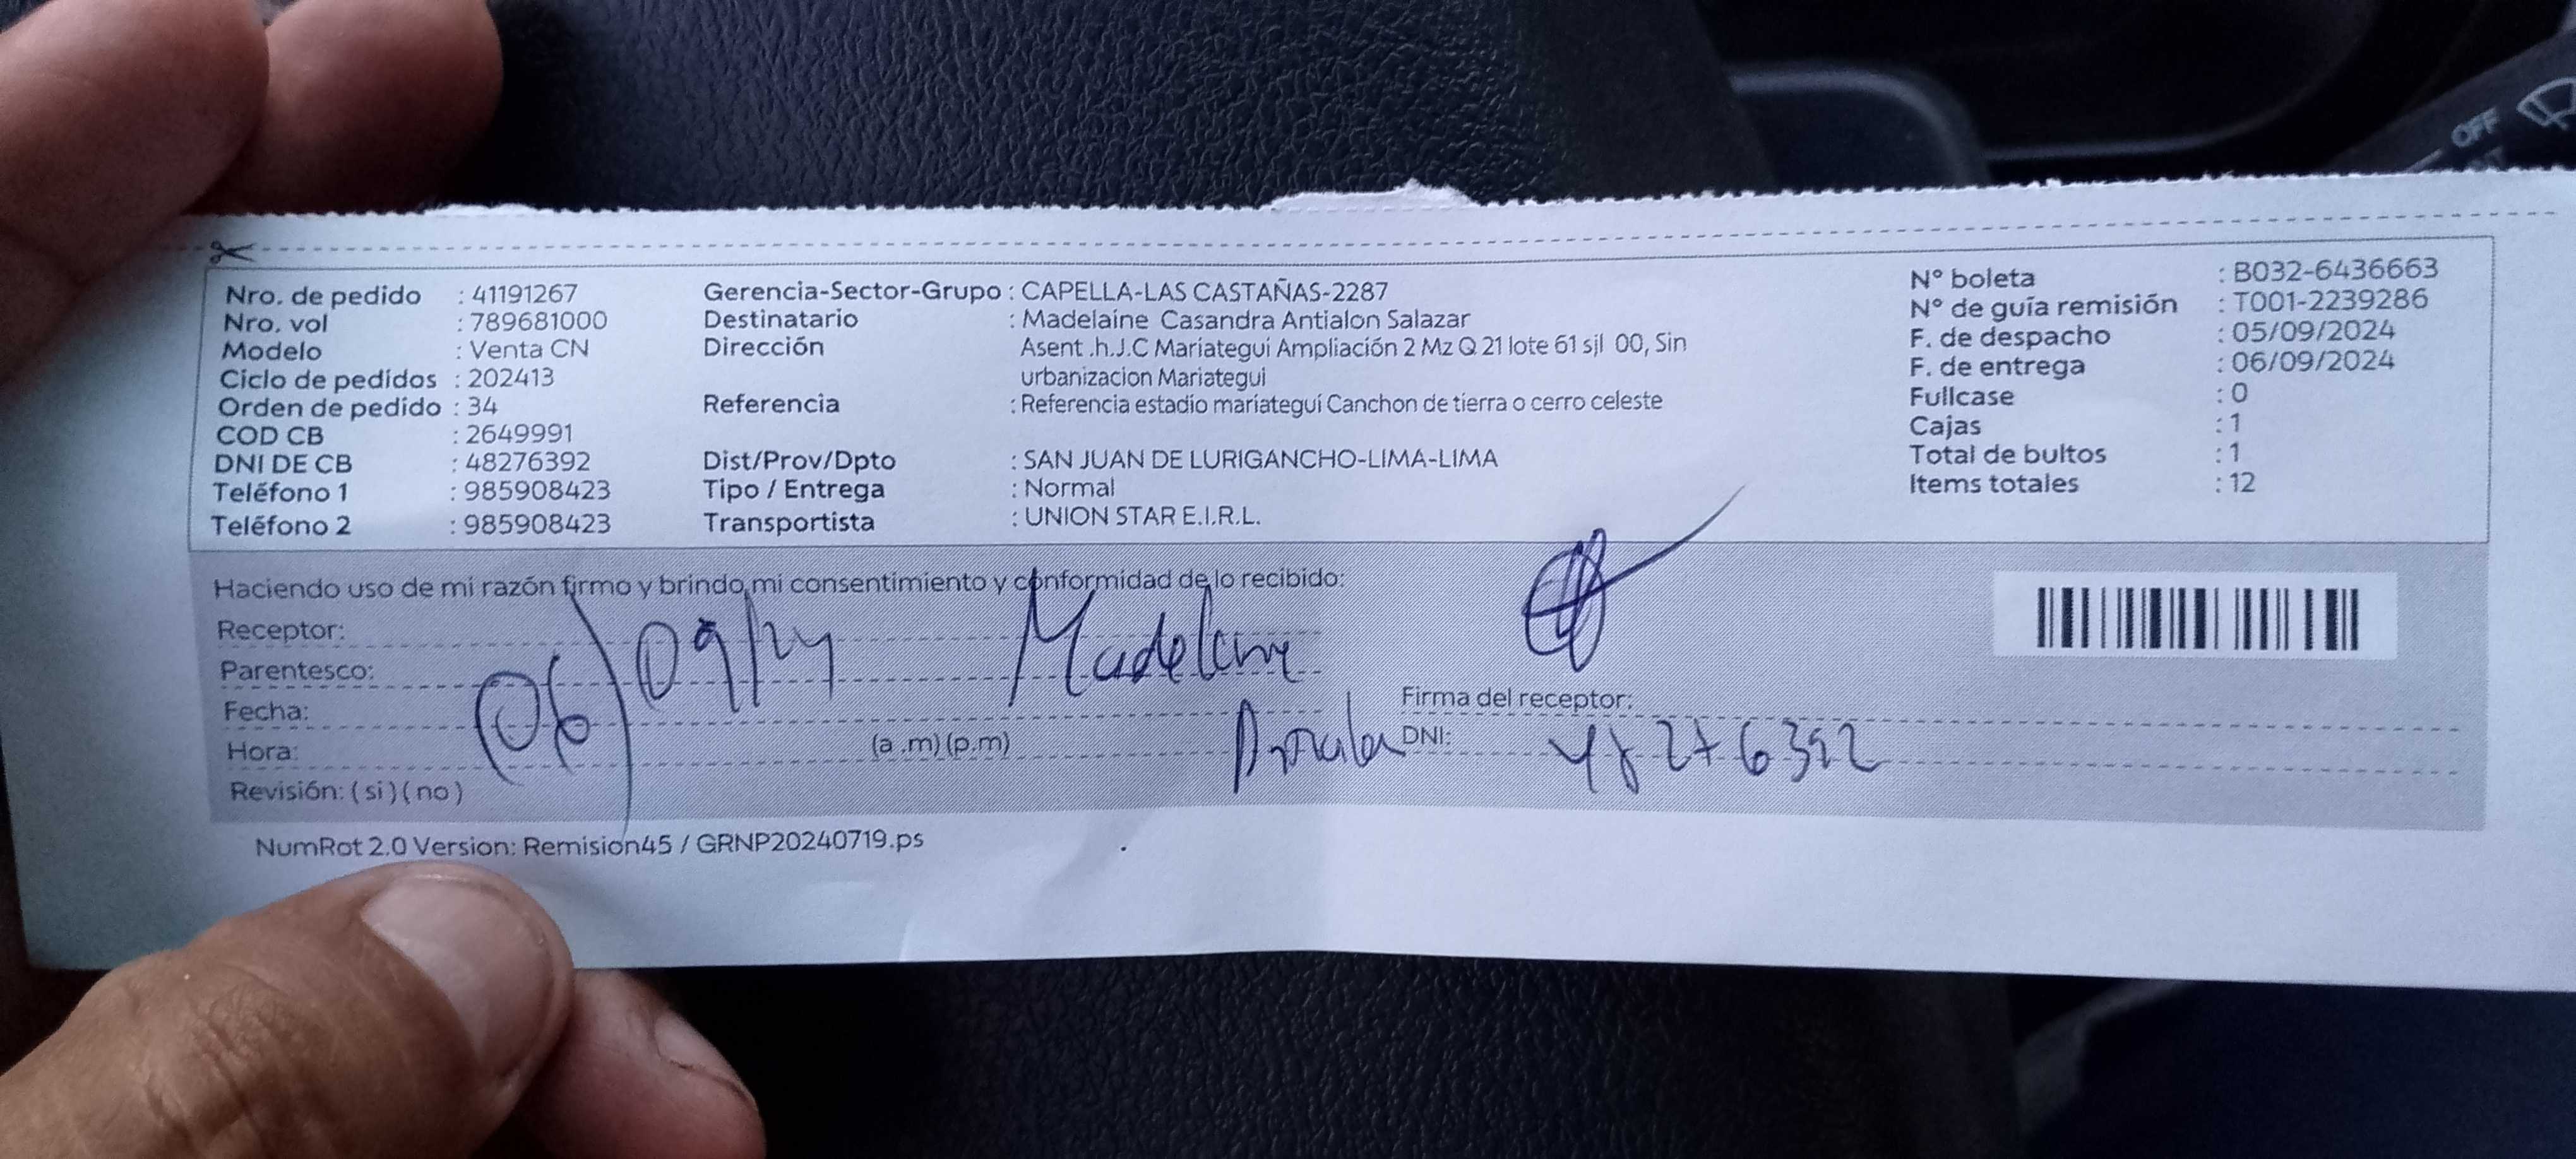 Nro. de pedido : 41191267
Nro. vol : 789681000
Modelo : Venta CN
Ciclo de pedidos : 202413
Orden de pedido : 34
COD CB : 2649991
DNI DE CB : 48276392
Teléfono 1 : 985908423
Teléfono 2 : 985908423
Gerencia-Sector-Grupo : CAPELLA-LAS CASTAÑAS-2287
Destinatario : Madelaine Casandra Antialon Salazar
Dirección Asent .h.J.C Mariategui Ampliación 2 Mz Q 21 lote 61 sjl 00, Sin
urbanizacion Mariategui
Referencia : Referencia estadio mariategui Canchon de tierra o cerro celeste
Dist/Prov/Dpto : SAN JUAN DE LURIGANCHO-LIMA-LIMA
Tipo / Entrega : Normal
Transportista : UNION STAR E.I.R.L.
N° boleta : B032-6436663
N° de guía remisión : T001-2239286
F. de despacho : 05/09/2024
F. de entrega : 06/09/2024
Fullcase : 0
Cajas : 1
Total de bultos : 1
Items totales : 12
Haciendo uso de mi razón firmo y brindo mi consentimiento y conformidad de lo recibido:
Receptor:
Parentesco:
Fecha: 06/09/24
Hora: (a .m) (p.m)
Revisión: ( si ) ( no )
Firma del receptor:
DNI: 48276392
NumRot 2.0 Version: Remision45 / GRNP20240719.ps
OFF